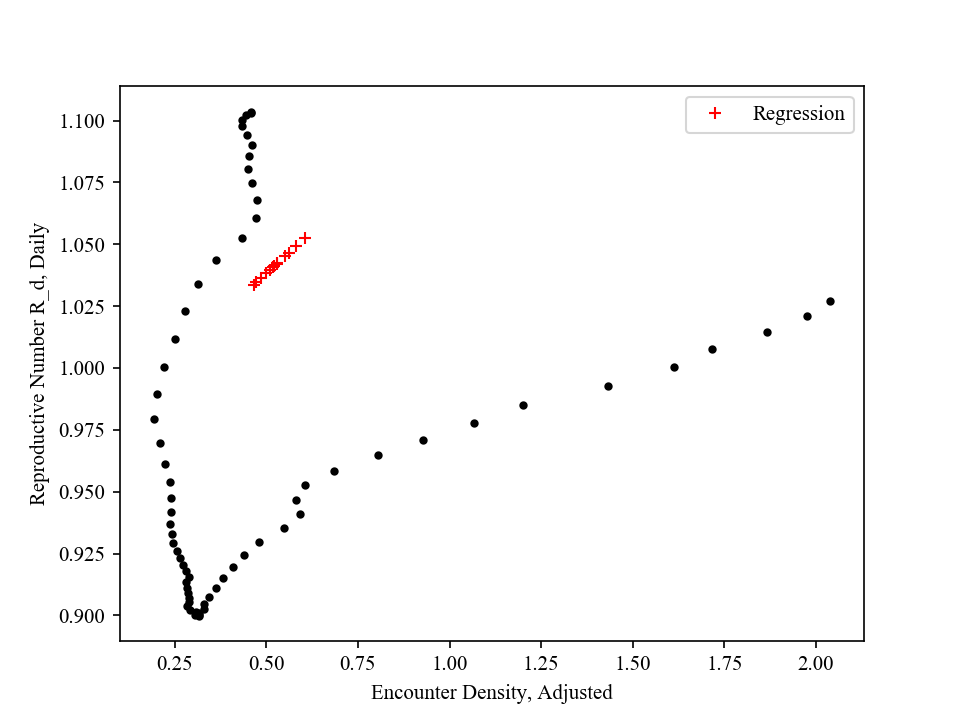 Regression
1.100
1.075
1.050
1.025
1.000
0.975
0.950
0.925
0.900
Reproductive Number R_d, Daily
0.25 0.50 0.75 1.00 1.25 1.50 1.75 2.00
Encounter Density, Adjusted